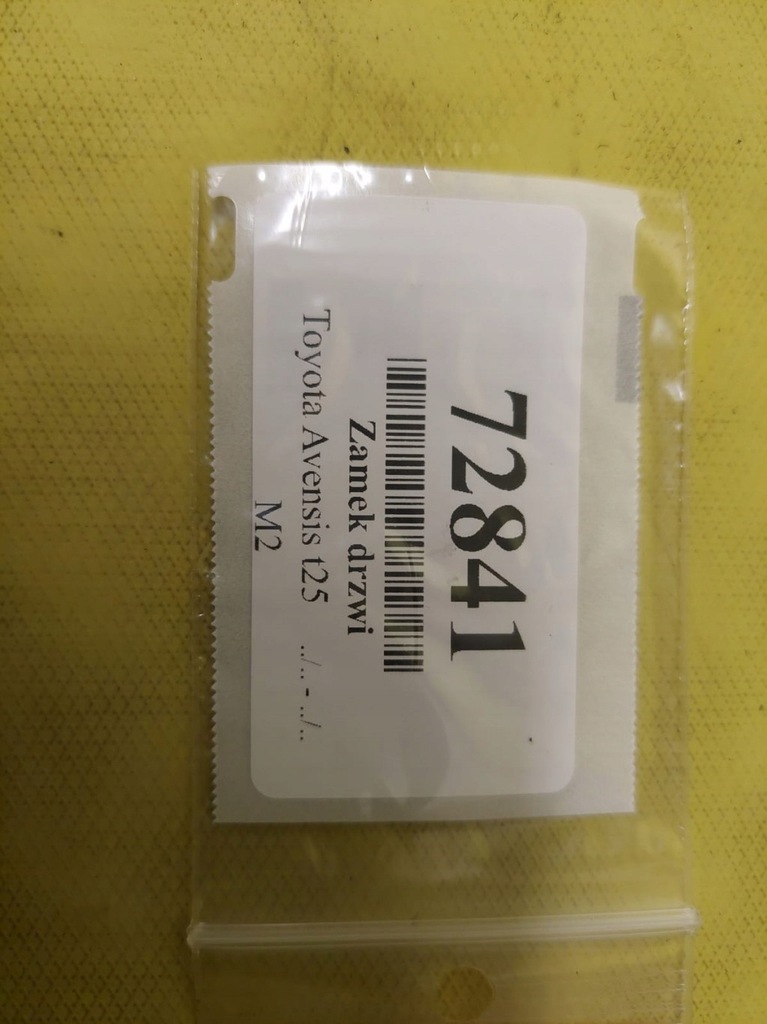 72841
Zamek drzwi
Toyota Avensis t25 ../.. - ../..
M2